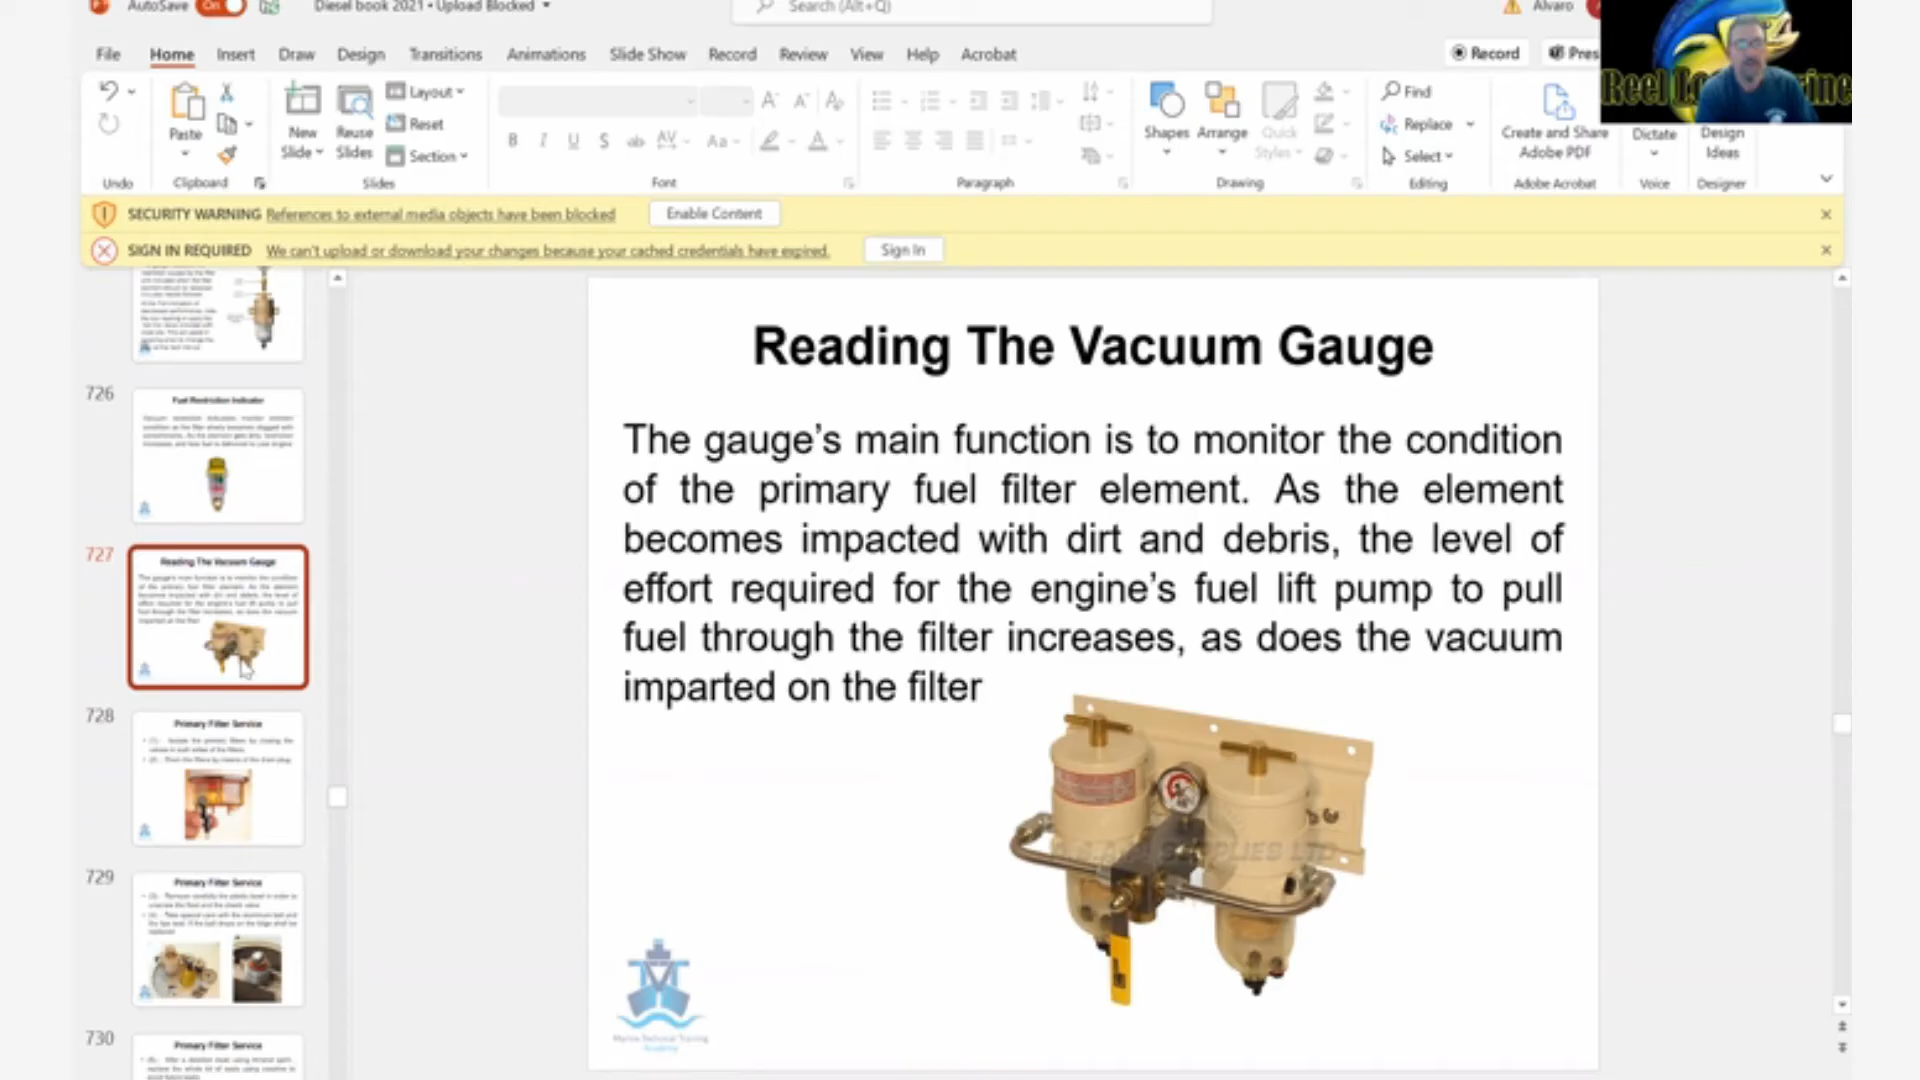 AutoSave On Diesel book 2021 • Upload Blocked Search (Alt+Q) Alvaro
File Home Insert Draw Design Transitions Animations Slide Show Record Review View Help Acrobat Record
Paste New Slide Reuse Slides Layout Reset Section Shapes Arrange Quick Styles Find Replace Select Create and Share Adobe PDF Dictate Design Ideas
Undo Clipboard Slides Font Paragraph Drawing Editing Adobe Acrobat Voice Designer
SECURITY WARNING References to external media objects have been blocked Enable Content
SIGN IN REQUIRED We can't upload or download your changes because your cached credentials have expired. Sign In
726
Fuel Restriction Indicator
727
Reading The Vacuum Gauge
728
Primary Filter Service
729
Primary Filter Service
730
Primary Filter Service
Reading The Vacuum Gauge
The gauge’s main function is to monitor the condition
of the primary fuel filter element. As the element
becomes impacted with dirt and debris, the level of
effort required for the engine’s fuel lift pump to pull
fuel through the filter increases, as does the vacuum
imparted on the filter
Marine Technical Training
Academy